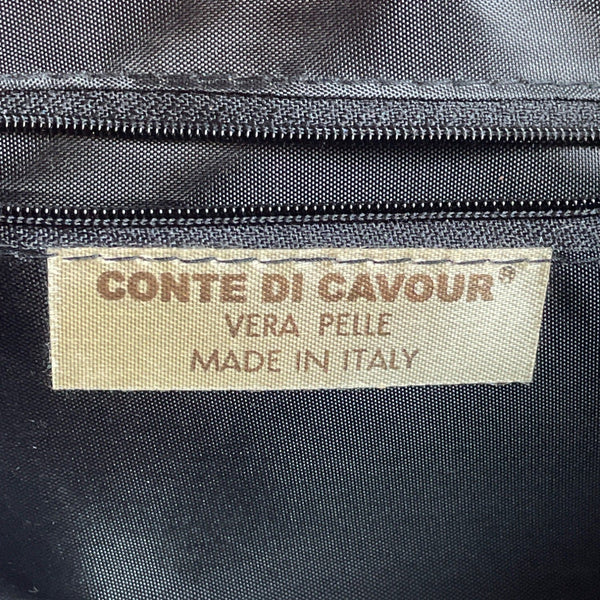 CONTE DI CAVOUR®
VERA PELLE
MADE IN ITALY